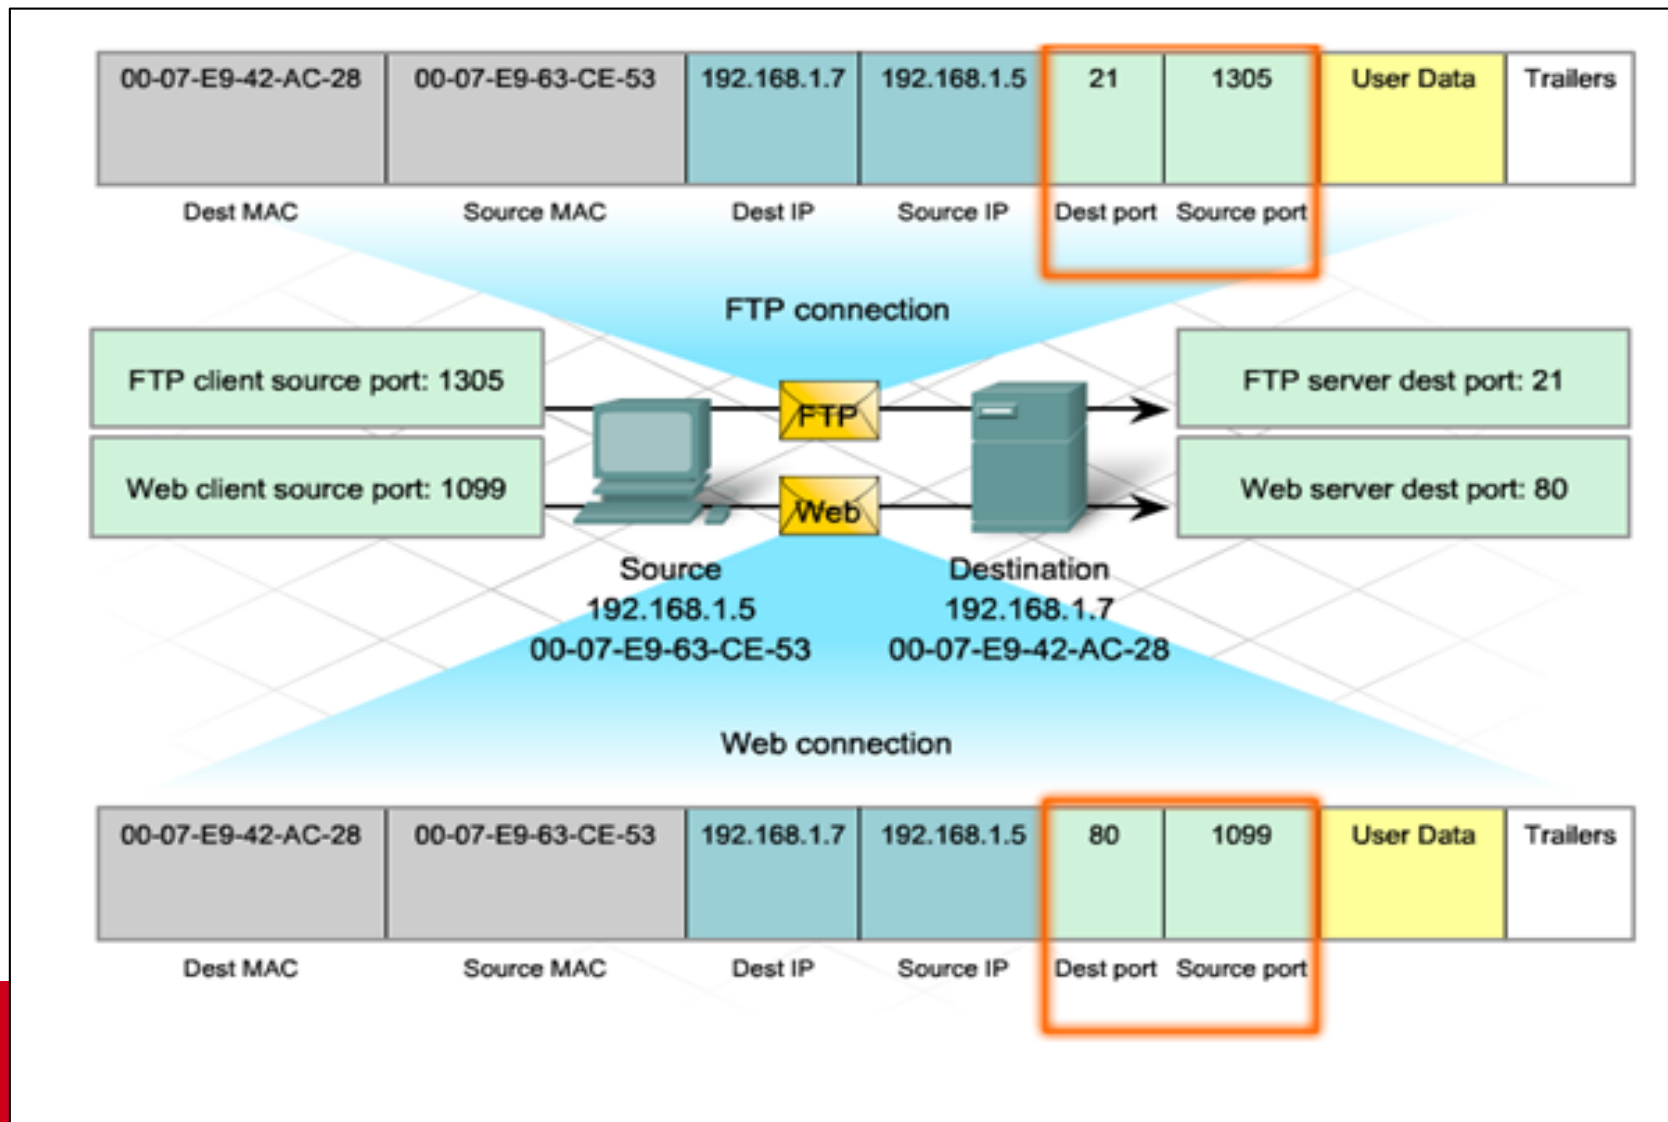 00-07-E9-42-AC-28 00-07-E9-63-CE-53 192.168.1.7 192.168.1.5 21 1305 User Data Trailers
Dest MAC Source MAC Dest IP Source IP Dest port Source port
FTP connection
FTP client source port: 1305 FTP FTP server dest port: 21
Web client source port: 1099 Web Web server dest port: 80
Source Destination
192.168.1.5 192.168.1.7
00-07-E9-63-CE-53 00-07-E9-42-AC-28
Web connection
00-07-E9-42-AC-28 00-07-E9-63-CE-53 192.168.1.7 192.168.1.5 80 1099 User Data Trailers
Dest MAC Source MAC Dest IP Source IP Dest port Source port